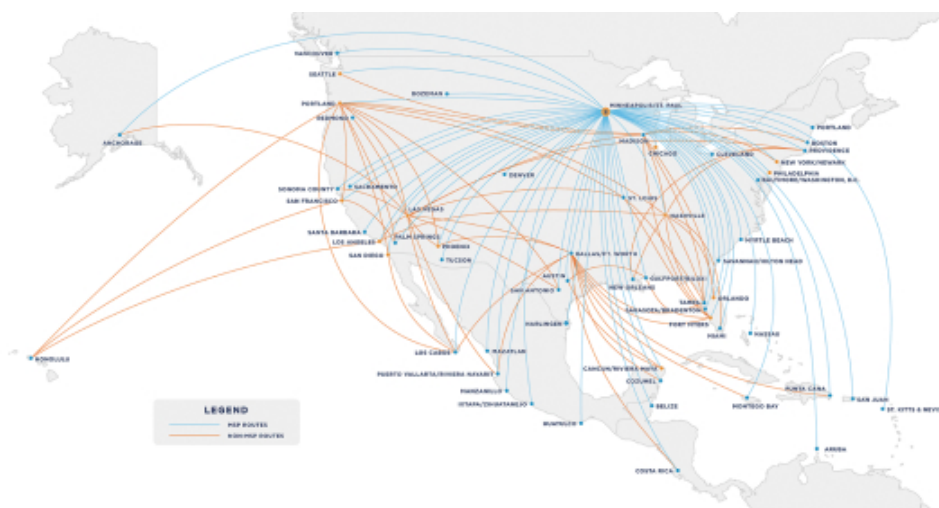 VANCOUVER
SEATTLE
BOZEMAN
PORTLAND
REDMOND
MINNEAPOLIS/ST. PAUL
MADISON
CHICAGO
CLEVELAND
PORTLAND
BOSTON
PROVIDENCE
NEW YORK/NEWARK
PHILADELPHIA
BALTIMORE/WASHINGTON, D.C.
ANCHORAGE
DENVER
SONOMA COUNTY
SACRAMENTO
SAN FRANCISCO
ST. LOUIS
LAS VEGAS
NASHVILLE
SANTA BARBARA
LOS ANGELES
PALM SPRINGS
PHOENIX
SAN DIEGO
TUCSON
MYRTLE BEACH
DALLAS/FT. WORTH
SAVANNAH/HILTON HEAD
AUSTIN
SAN ANTONIO
GULFPORT/BILOXI
NEW ORLEANS
TAMPA
ORLANDO
SARASOTA/BRADENTON
HARLINGEN
FORT MYERS
MIAMI
NASSAU
HONOLULU
LOS CABOS
MAZATLAN
PUERTO VALLARTA/RIVIERA NAYARIT
CANCUN/RIVIERA MAYA
COZUMEL
MANZANILLO
IXTAPA/ZIHUATANEJO
PUNTA CANA
SAN JUAN
MONTEGO BAY
BELIZE
ST. KITTS & NEVIS
HUATULCO
ARUBA
COSTA RICA
LEGEND
MSP ROUTES
NON-MSP ROUTES